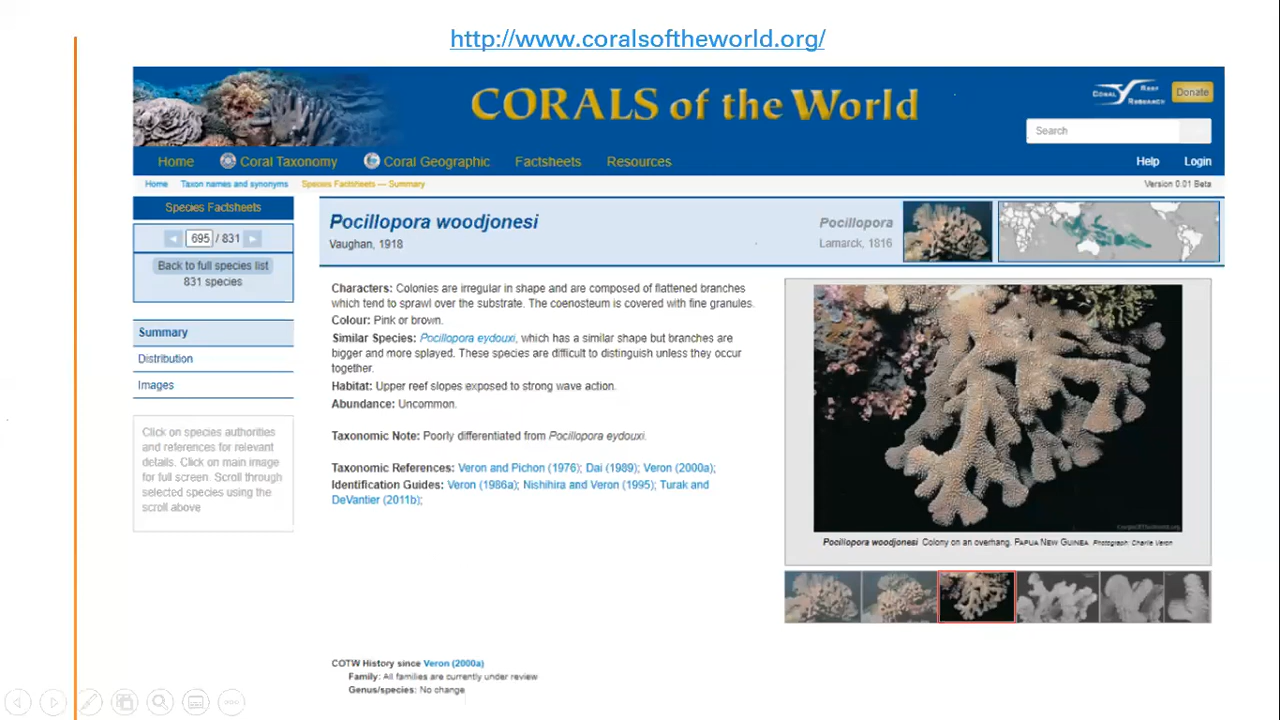 http://www.coralsoftheworld.org/
CORALS of the World
CORAL REEF RESEARCH
Donate
Search
Home Coral Taxonomy Coral Geographic Factsheets Resources
Help Login
Home Taxon names and synonyms Species Factsheets — Summary
Version 0.01 Beta
Species Factsheets
695 / 831
Back to full species list
831 species
Summary
Distribution
Images
Click on species authorities
and references for relevant
details. Click on main image
for full screen. Scroll through
selected species using the
scroll above
Pocillopora woodjonesi
Vaughan, 1918
Pocillopora
Lamarck, 1816
Characters: Colonies are irregular in shape and are composed of flattened branches
which tend to sprawl over the substrate. The coenosteum is covered with fine granules.
Colour: Pink or brown.
Similar Species: Pocillopora eydouxi, which has a similar shape but branches are
bigger and more splayed. These species are difficult to distinguish unless they occur
together.
Habitat: Upper reef slopes exposed to strong wave action.
Abundance: Uncommon.
Taxonomic Note: Poorly differentiated from Pocillopora eydouxi.
Taxonomic References: Veron and Pichon (1976); Dai (1989); Veron (2000a);
Identification Guides: Veron (1986a); Nishihira and Veron (1995); Turak and
DeVantier (2011b);
Pocillopora woodjonesi Colony on an overhang. PAPUA NEW GUINEA. Photograph: Charlie Veron
COTW History since Veron (2000a)
Family: All families are currently under review
Genus/species: No change